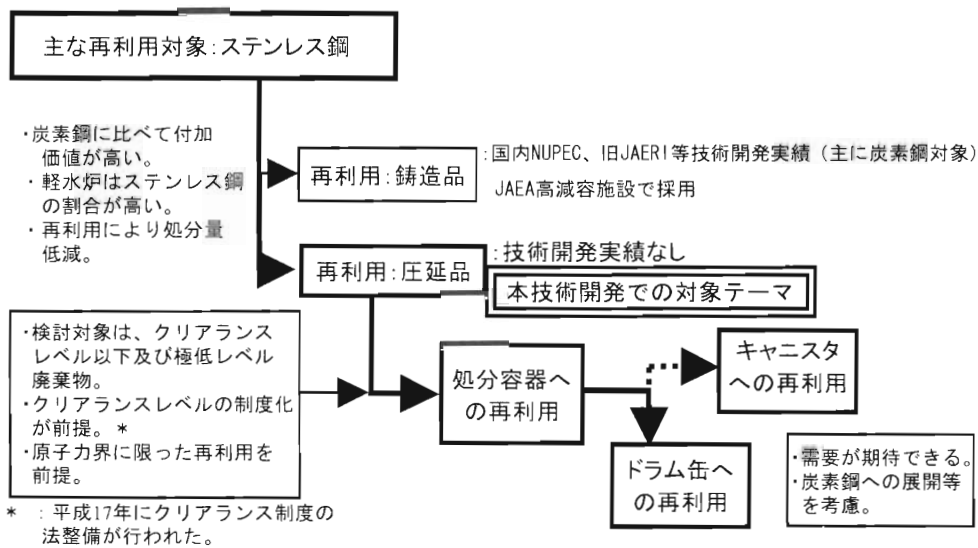 主な再利用対象：ステンレス鋼
・炭素鋼に比べて付加
価値が高い。
・軽水炉はステンレス鋼
の割合が高い。
・再利用により処分量
低減。
再利用：鋳造品
：国内NUPEC、旧JAERI等技術開発実績（主に炭素鋼対象）
JAEA高減容施設で採用
再利用：圧延品
：技術開発実績なし
本技術開発での対象テーマ
・検討対象は、クリアランス
レベル以下及び極低レベル
廃棄物。
・クリアランスレベルの制度化
が前提。＊
・原子力界に限った再利用を
前提。
処分容器へ
の再利用
キャニスタ
への再利用
ドラム缶へ
の再利用
・需要が期待できる。
・炭素鋼への展開等
を考慮。
＊ ：平成17年にクリアランス制度の
法整備が行われた。